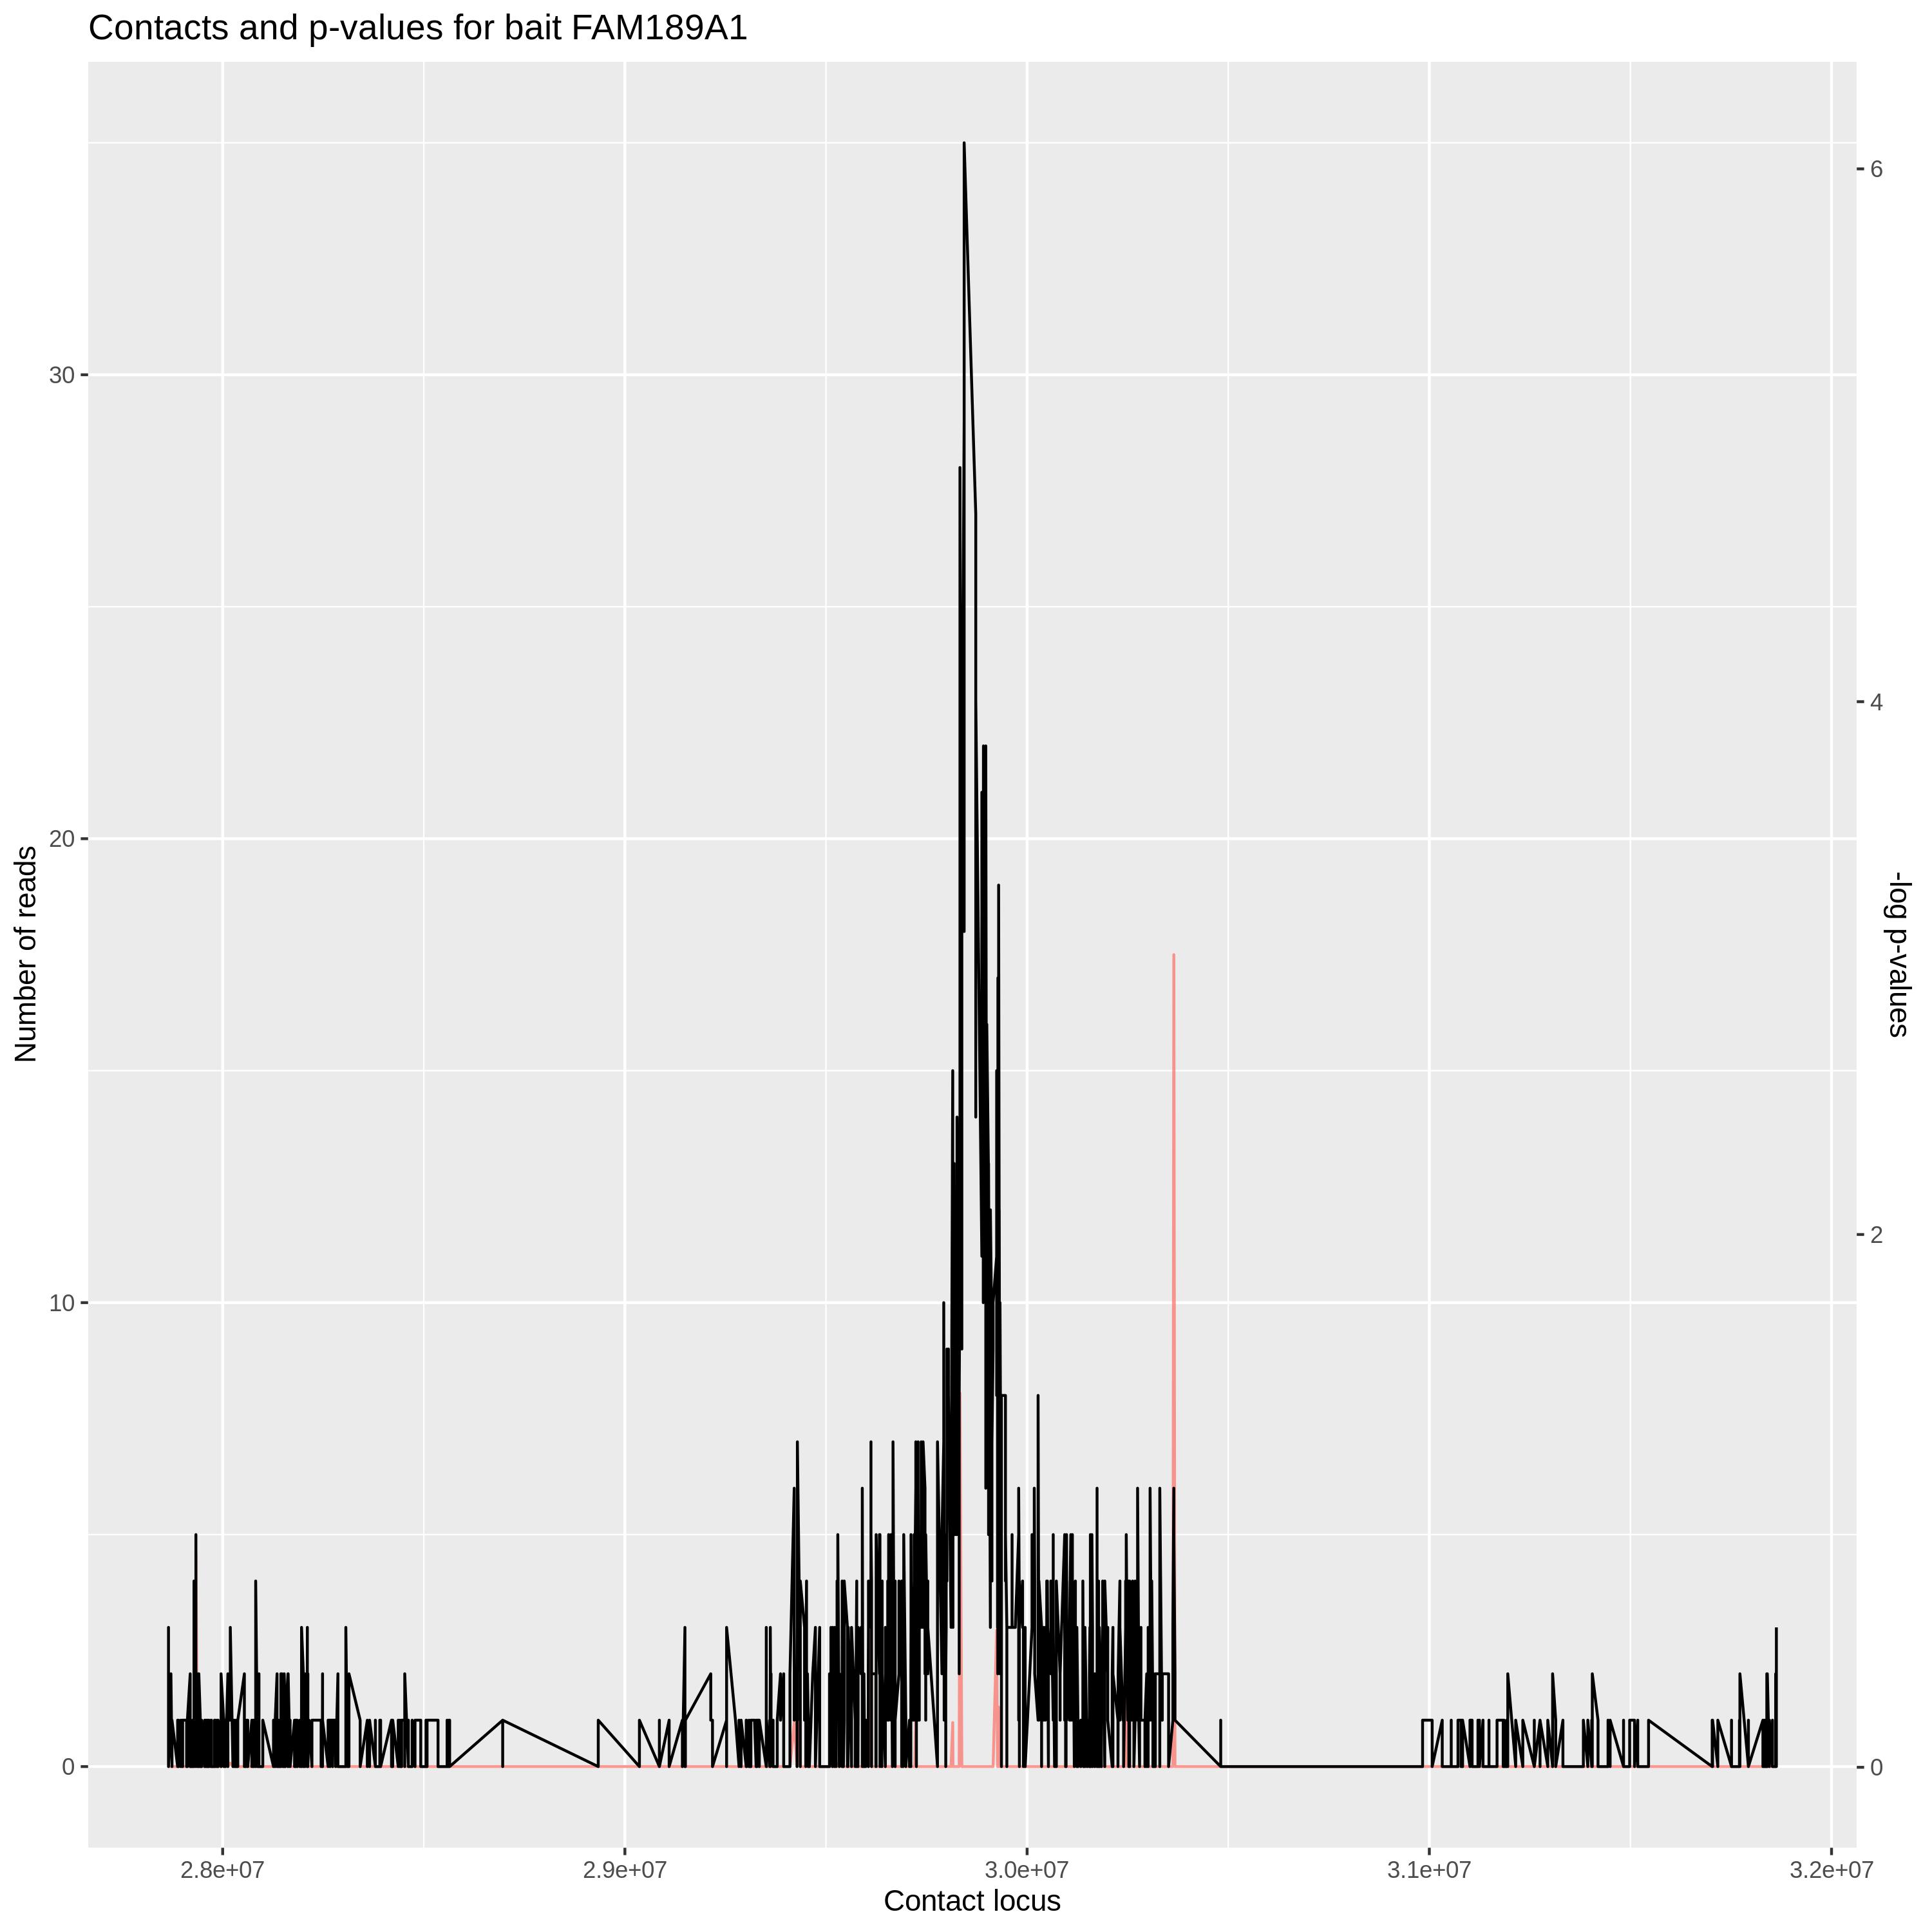 Contacts and p-values for bait FAM189A1
Number of reads
30
20
10
0
6
4
2
0
-log p-values
2.8e+07
2.9e+07
3.0e+07
3.1e+07
3.2e+07
Contact locus